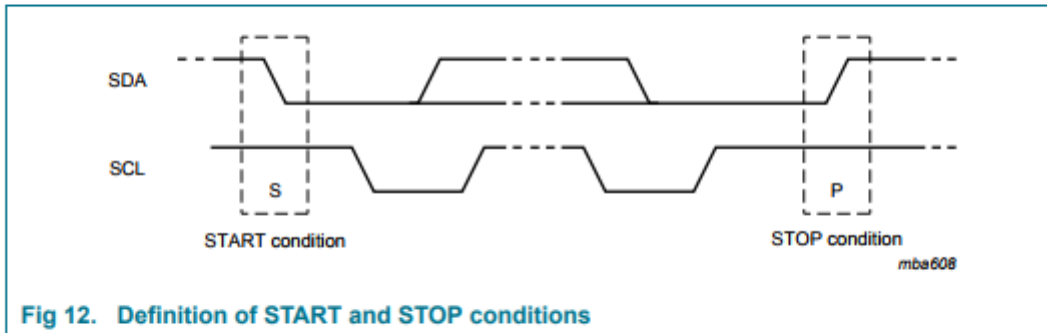 SDA
SCL
S
P
START condition
STOP condition
mba608
Fig 12. Definition of START and STOP conditions